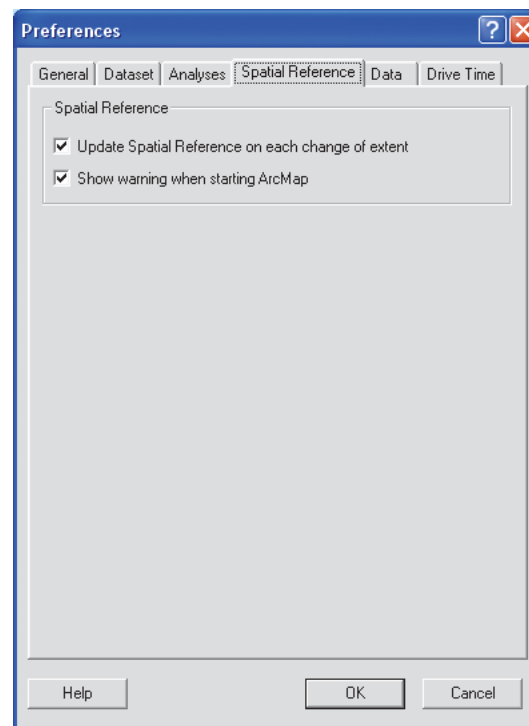 Preferences
General Dataset Analyses Spatial Reference Data Drive Time
Spatial Reference
Update Spatial Reference on each change of extent
Show warning when starting ArcMap
Help OK Cancel